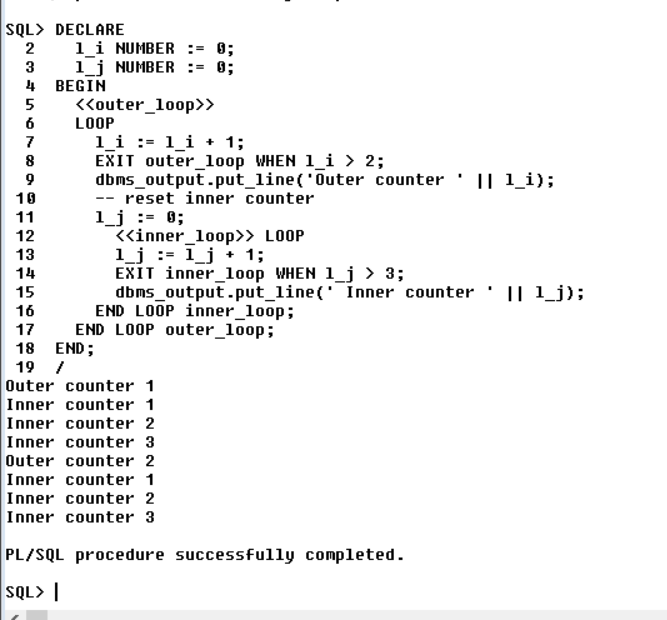 SQL> DECLARE
  2    l_i NUMBER := 0;
  3    l_j NUMBER := 0;
  4  BEGIN
  5    <<outer_loop>>
  6    LOOP
  7      l_i := l_i + 1;
  8      EXIT outer_loop WHEN l_i > 2;
  9      dbms_output.put_line('Outer counter ' || l_i);
 10      -- reset inner counter
 11      l_j := 0;
 12        <<inner_loop>> LOOP
 13        l_j := l_j + 1;
 14        EXIT inner_loop WHEN l_j > 3;
 15        dbms_output.put_line(' Inner counter ' || l_j);
 16      END LOOP inner_loop;
 17    END LOOP outer_loop;
 18  END;
 19  /
Outer counter 1
Inner counter 1
Inner counter 2
Inner counter 3
Outer counter 2
Inner counter 1
Inner counter 2
Inner counter 3
PL/SQL procedure successfully completed.
SQL>